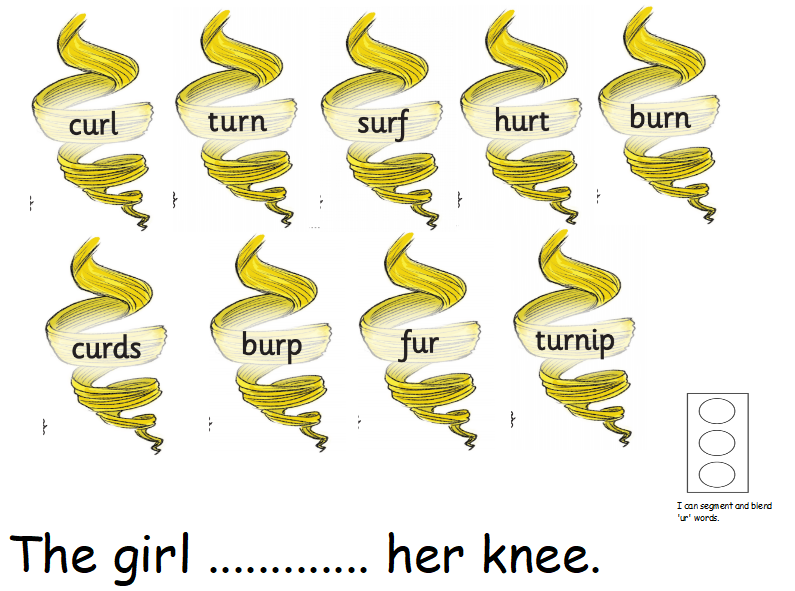 curl turn surf hurt burn
curds burp fur turnip
I can segment and blend
'ur' words.
The girl ............. her knee.